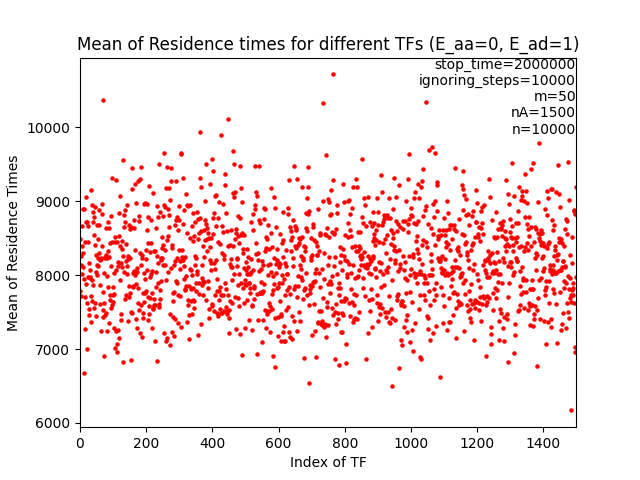 Mean of Residence times for different TFs (E_aa=0, E_ad=1)
stop_time=2000000
ignoring_steps=10000
m=50
nA=1500
n=10000
Mean of Residence Times
10000
9000
8000
7000
6000
0 200 400 600 800 1000 1200 1400
Index of TF